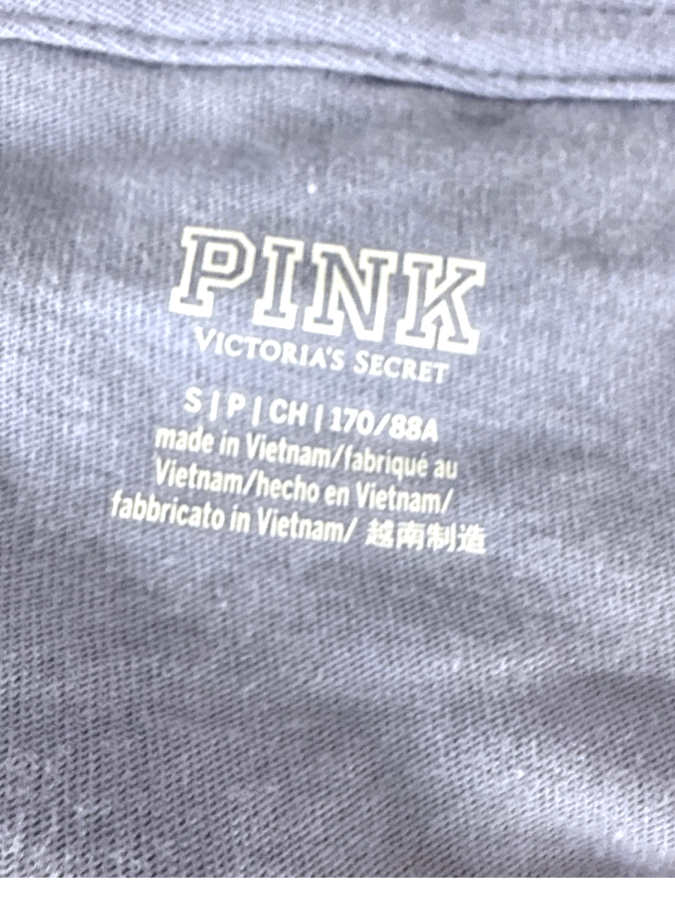 PINK
VICTORIA'S SECRET
S | P | CH | 170/88A
made in Vietnam/fabriqué au
Vietnam/hecho en Vietnam/
fabbricato in Vietnam/ 越南制造